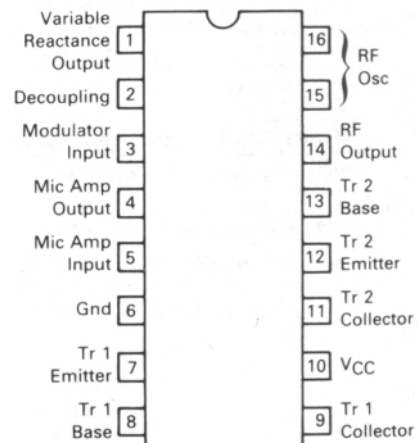 Variable
Reactance
Output
1
Decoupling
2
Modulator
Input
3
Mic Amp
Output
4
Mic Amp
Input
5
Gnd
6
Tr 1
Emitter
7
Tr 1
Base
8
16
15
RF
Osc
14
RF
Output
13
Tr 2
Base
12
Tr 2
Emitter
11
Tr 2
Collector
10
VCC
9
Tr 1
Collector